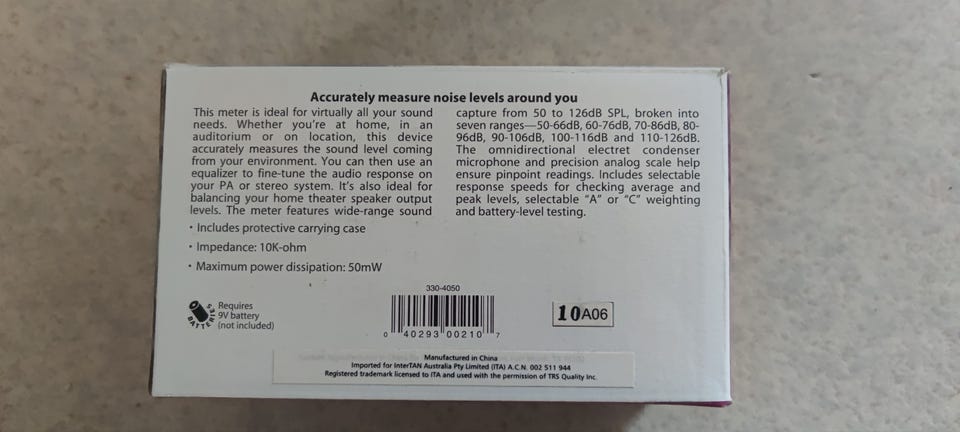 Accurately measure noise levels around you
This meter is ideal for virtually all your sound
needs. Whether you're at home, in an
auditorium or on location, this device
accurately measures the sound level coming
from your environment. You can then use an
equalizer to fine-tune the audio response on
your PA or stereo system. It's also ideal for
balancing your home theater speaker output
levels. The meter features wide-range sound
capture from 50 to 126dB SPL, broken into
seven ranges—50-66dB, 60-76dB, 70-86dB, 80-
96dB, 90-106dB, 100-116dB and 110-126dB.
The omnidirectional electret condenser
microphone and precision analog scale help
ensure pinpoint readings. Includes selectable
response speeds for checking average and
peak levels, selectable "A" or "C" weighting
and battery-level testing.
• Includes protective carrying case
• Impedance: 10K-ohm
• Maximum power dissipation: 50mW
BATTERIES
Requires
9V battery
(not included)
330-4050
0 40293 00210 7
10A06
Manufactured in China
Imported for InterTAN Australia Pty Limited (ITA) A.C.N. 002 511 944
Registered trademark licensed to ITA and used with the permission of TRS Quality Inc.